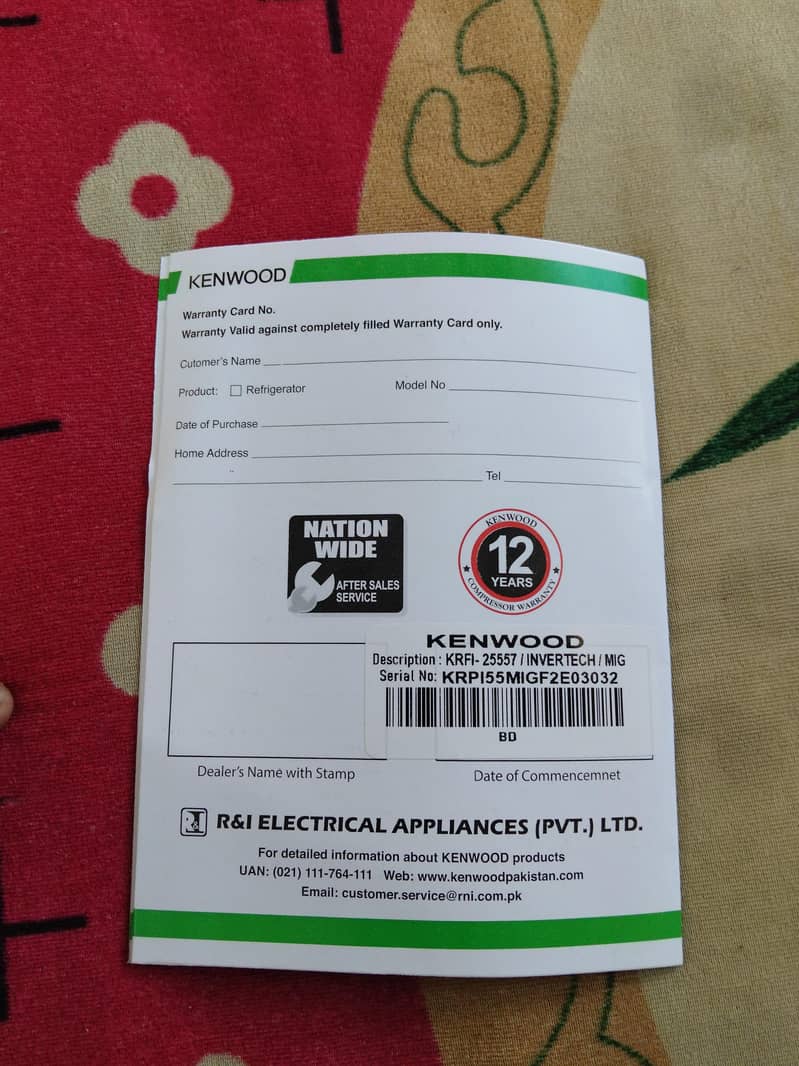 KENWOOD
Warranty Card No.
Warranty Valid against completely filled Warranty Card only.
Cutomer's Name
Product: Refrigerator Model No
Date of Purchase
Home Address
Tel
NATION
WIDE
AFTER SALES
SERVICE
KENWOOD
12
YEARS
COMPRESSOR WARRANTY
KENWOOD
Description : KRFI- 25557 / INVERTECH / MIG
Serial No: KRPI55MIGF2E03032
BD
Dealer's Name with Stamp
Date of Commencemnet
R&I
R&I ELECTRICAL APPLIANCES (PVT.) LTD.
For detailed information about KENWOOD products
UAN: (021) 111-764-111 Web: www.kenwoodpakistan.com
Email: customer.service@rni.com.pk